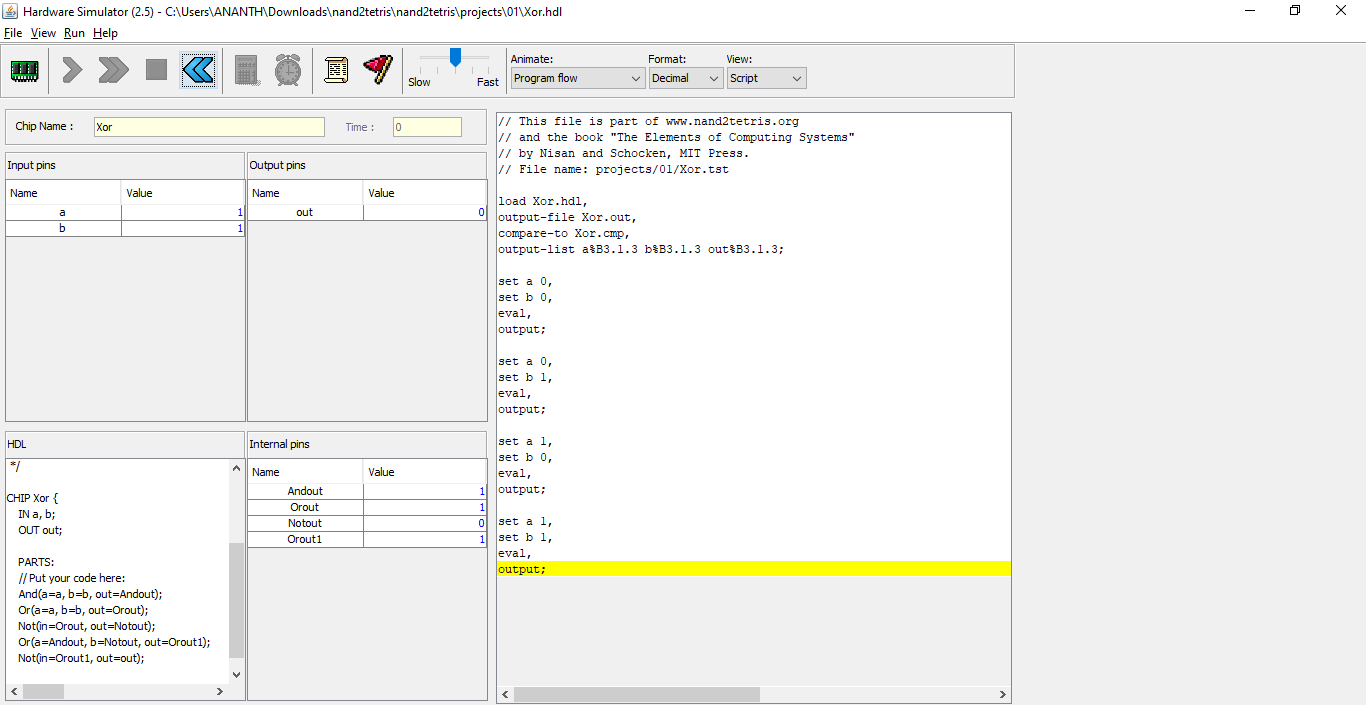 Hardware Simulator (2.5) - C:\Users\ANANTH\Downloads\nand2tetris\nand2tetris\projects\01\Xor.hdl
File View Run Help
Animate: Format: View:
Slow Fast Program flow Decimal Script
Chip Name : Xor Time : 0
Input pins
Name Value
a 1
b 1
Output pins
Name Value
out 0
HDL
*/
CHIP Xor {
IN a, b;
OUT out;
PARTS:
// Put your code here:
And(a=a, b=b, out=Andout);
Or(a=a, b=b, out=Orout);
Not(in=Orout, out=Notout);
Or(a=Andout, b=Notout, out=Orout1);
Not(in=Orout1, out=out);
Internal pins
Name Value
Andout 1
Orout 1
Notout 0
Orout1 1
// This file is part of www.nand2tetris.org
// and the book "The Elements of Computing Systems"
// by Nisan and Schocken, MIT Press.
// File name: projects/01/Xor.tst
load Xor.hdl,
output-file Xor.out,
compare-to Xor.cmp,
output-list a%B3.1.3 b%B3.1.3 out%B3.1.3;
set a 0,
set b 0,
eval,
output;
set a 0,
set b 1,
eval,
output;
set a 1,
set b 0,
eval,
output;
set a 1,
set b 1,
eval,
output;